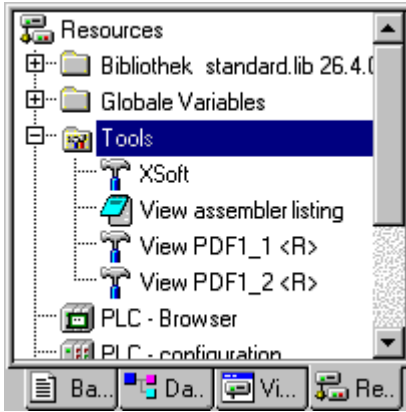 Resources
Bibliothek standard.lib 26.4.0
Globale Variables
Tools
XSoft
View assembler listing
View PDF1_1 <R>
View PDF1_2 <R>
PLC - Browser
PLC - configuration
Ba... Da.. Vi... Re..